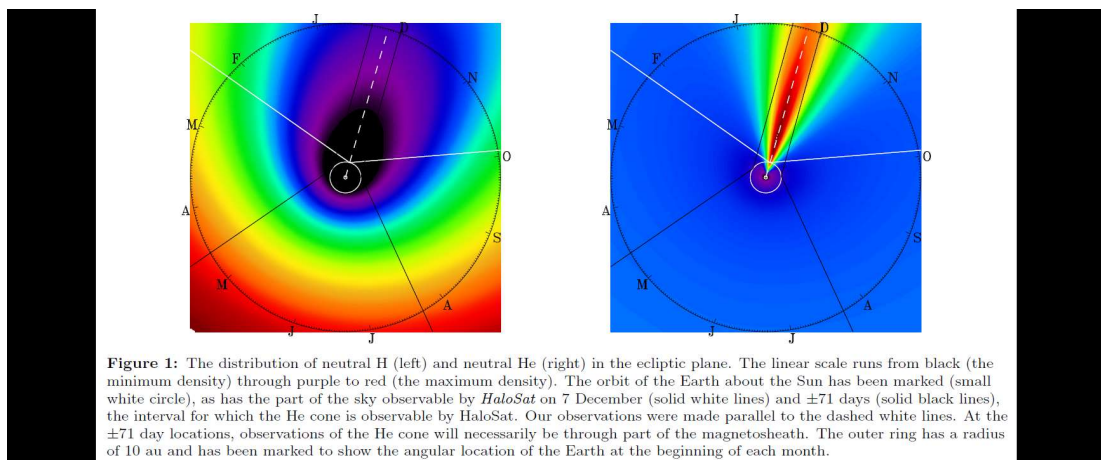 J
D
F
N
M
O
A
S
M
A
J
J
J
D
F
N
M
O
A
S
M
A
J
J
Figure 1: The distribution of neutral H (left) and neutral He (right) in the ecliptic plane. The linear scale runs from black (the
minimum density) through purple to red (the maximum density). The orbit of the Earth about the Sun has been marked (small
white circle), as has the part of the sky observable by HaloSat on 7 December (solid white lines) and ±71 days (solid black lines),
the interval for which the He cone is observable by HaloSat. Our observations were made parallel to the dashed white lines. At the
±71 day locations, observations of the He cone will necessarily be through part of the magnetosheath. The outer ring has a radius
of 10 au and has been marked to show the angular location of the Earth at the beginning of each month.